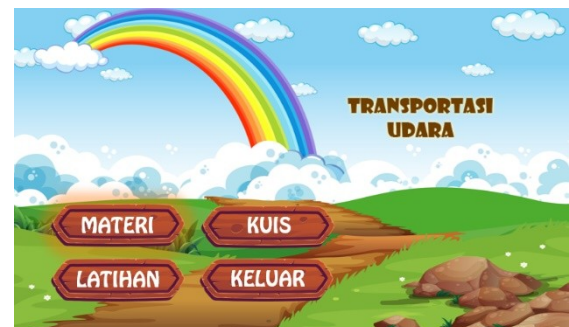 TRANSPORTASI
UDARA
MATERI
KUIS
LATIHAN
KELUAR